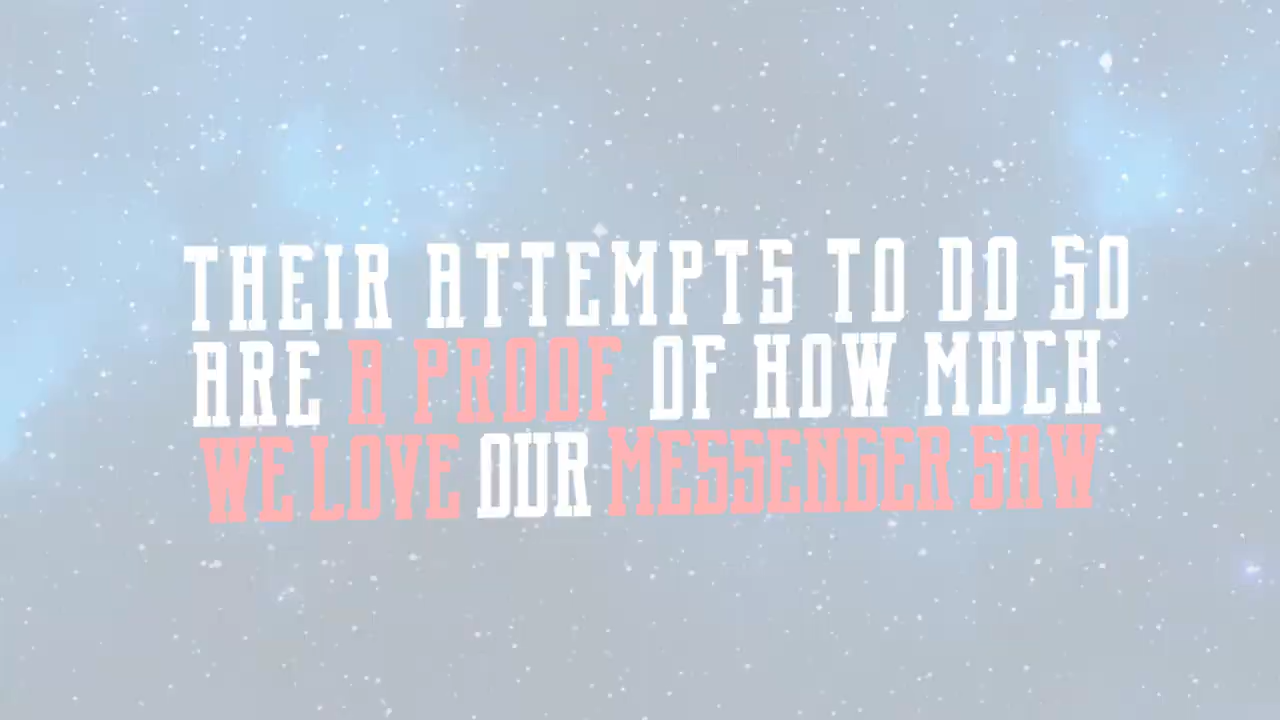 THEIR ATTEMPTS TO DO SO
ARE A PROOF OF HOW MUCH
WE LOVE OUR MESSENGER SAW